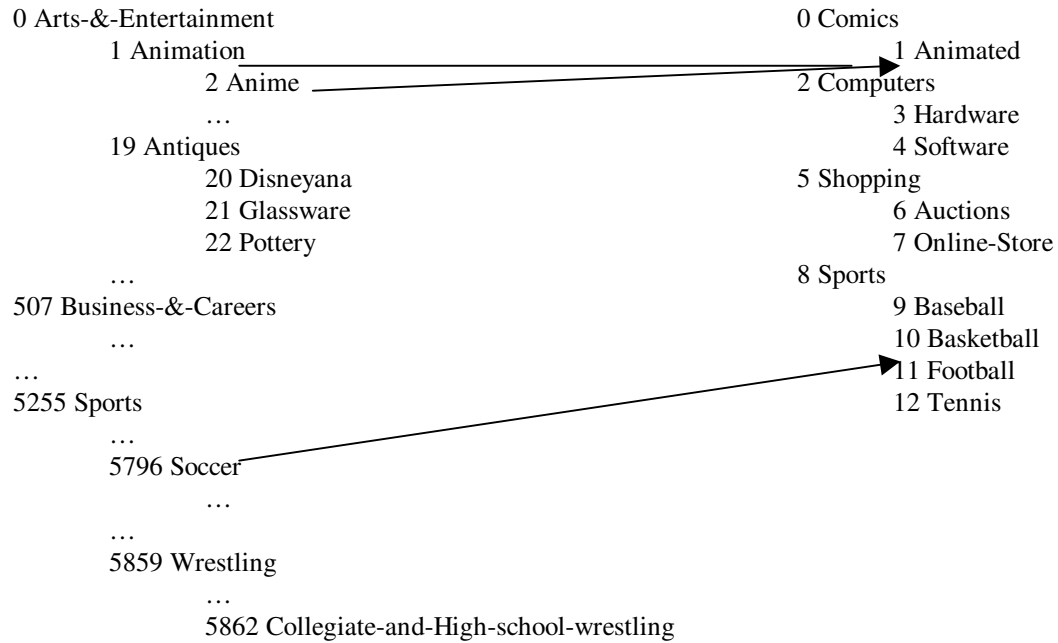 0 Arts-&-Entertainment
1 Animation
2 Anime
…
19 Antiques
20 Disneyana
21 Glassware
22 Pottery
…
507 Business-&-Careers
…
…
5255 Sports
…
5796 Soccer
…
…
5859 Wrestling
…
5862 Collegiate-and-High-school-wrestling
0 Comics
1 Animated
2 Computers
3 Hardware
4 Software
5 Shopping
6 Auctions
7 Online-Store
8 Sports
9 Baseball
10 Basketball
11 Football
12 Tennis